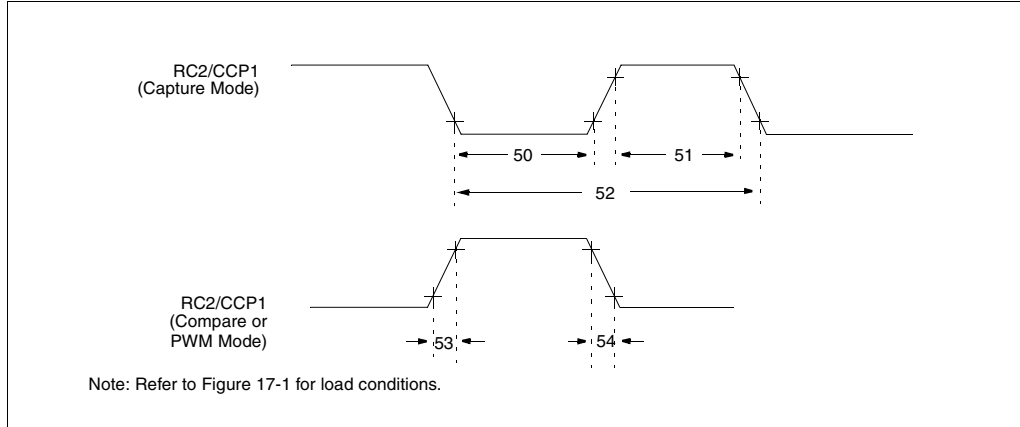 RC2/CCP1
(Capture Mode)
50
51
52
RC2/CCP1
(Compare or
PWM Mode)
53
54
Note: Refer to Figure 17-1 for load conditions.